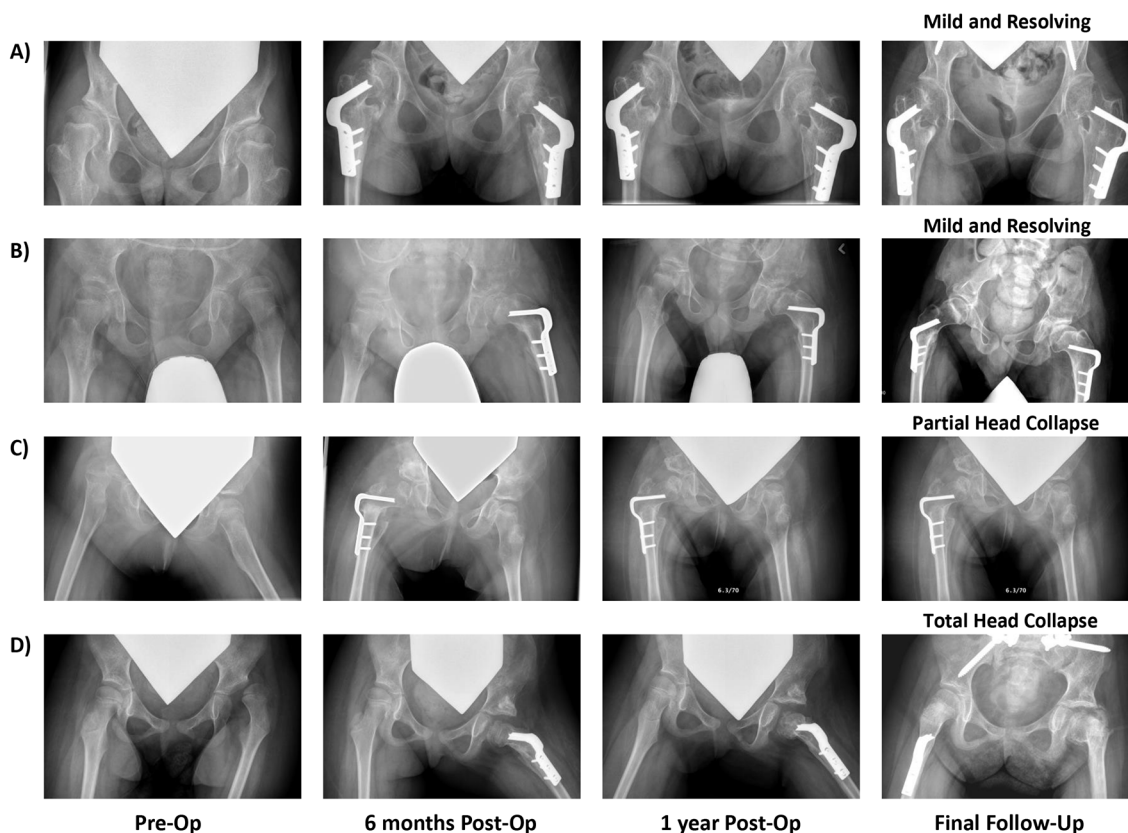 Mild and Resolving
A)
Mild and Resolving
B)
Partial Head Collapse
C)
6.3/70
6.3/70
Total Head Collapse
D)
Pre-Op
6 months Post-Op
1 year Post-Op
Final Follow-Up